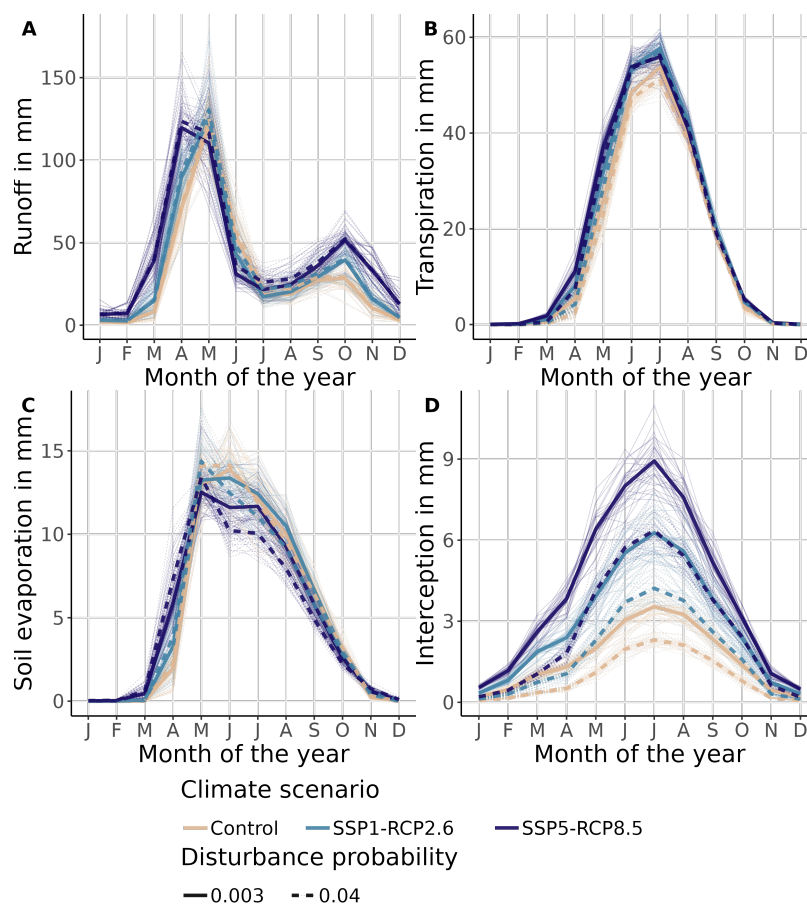 A
Runoff in mm
150
100
50
0
J F M A M J J A S O N D
Month of the year
B
Transpiration in mm
60
40
20
0
J F M A M J J A S O N D
Month of the year
C
Soil evaporation in mm
15
10
5
0
J F M A M J J A S O N D
Month of the year
D
Interception in mm
9
6
3
0
J F M A M J J A S O N D
Month of the year
Climate scenario
Control SSP1-RCP2.6 SSP5-RCP8.5
Disturbance probability
0.003 0.04